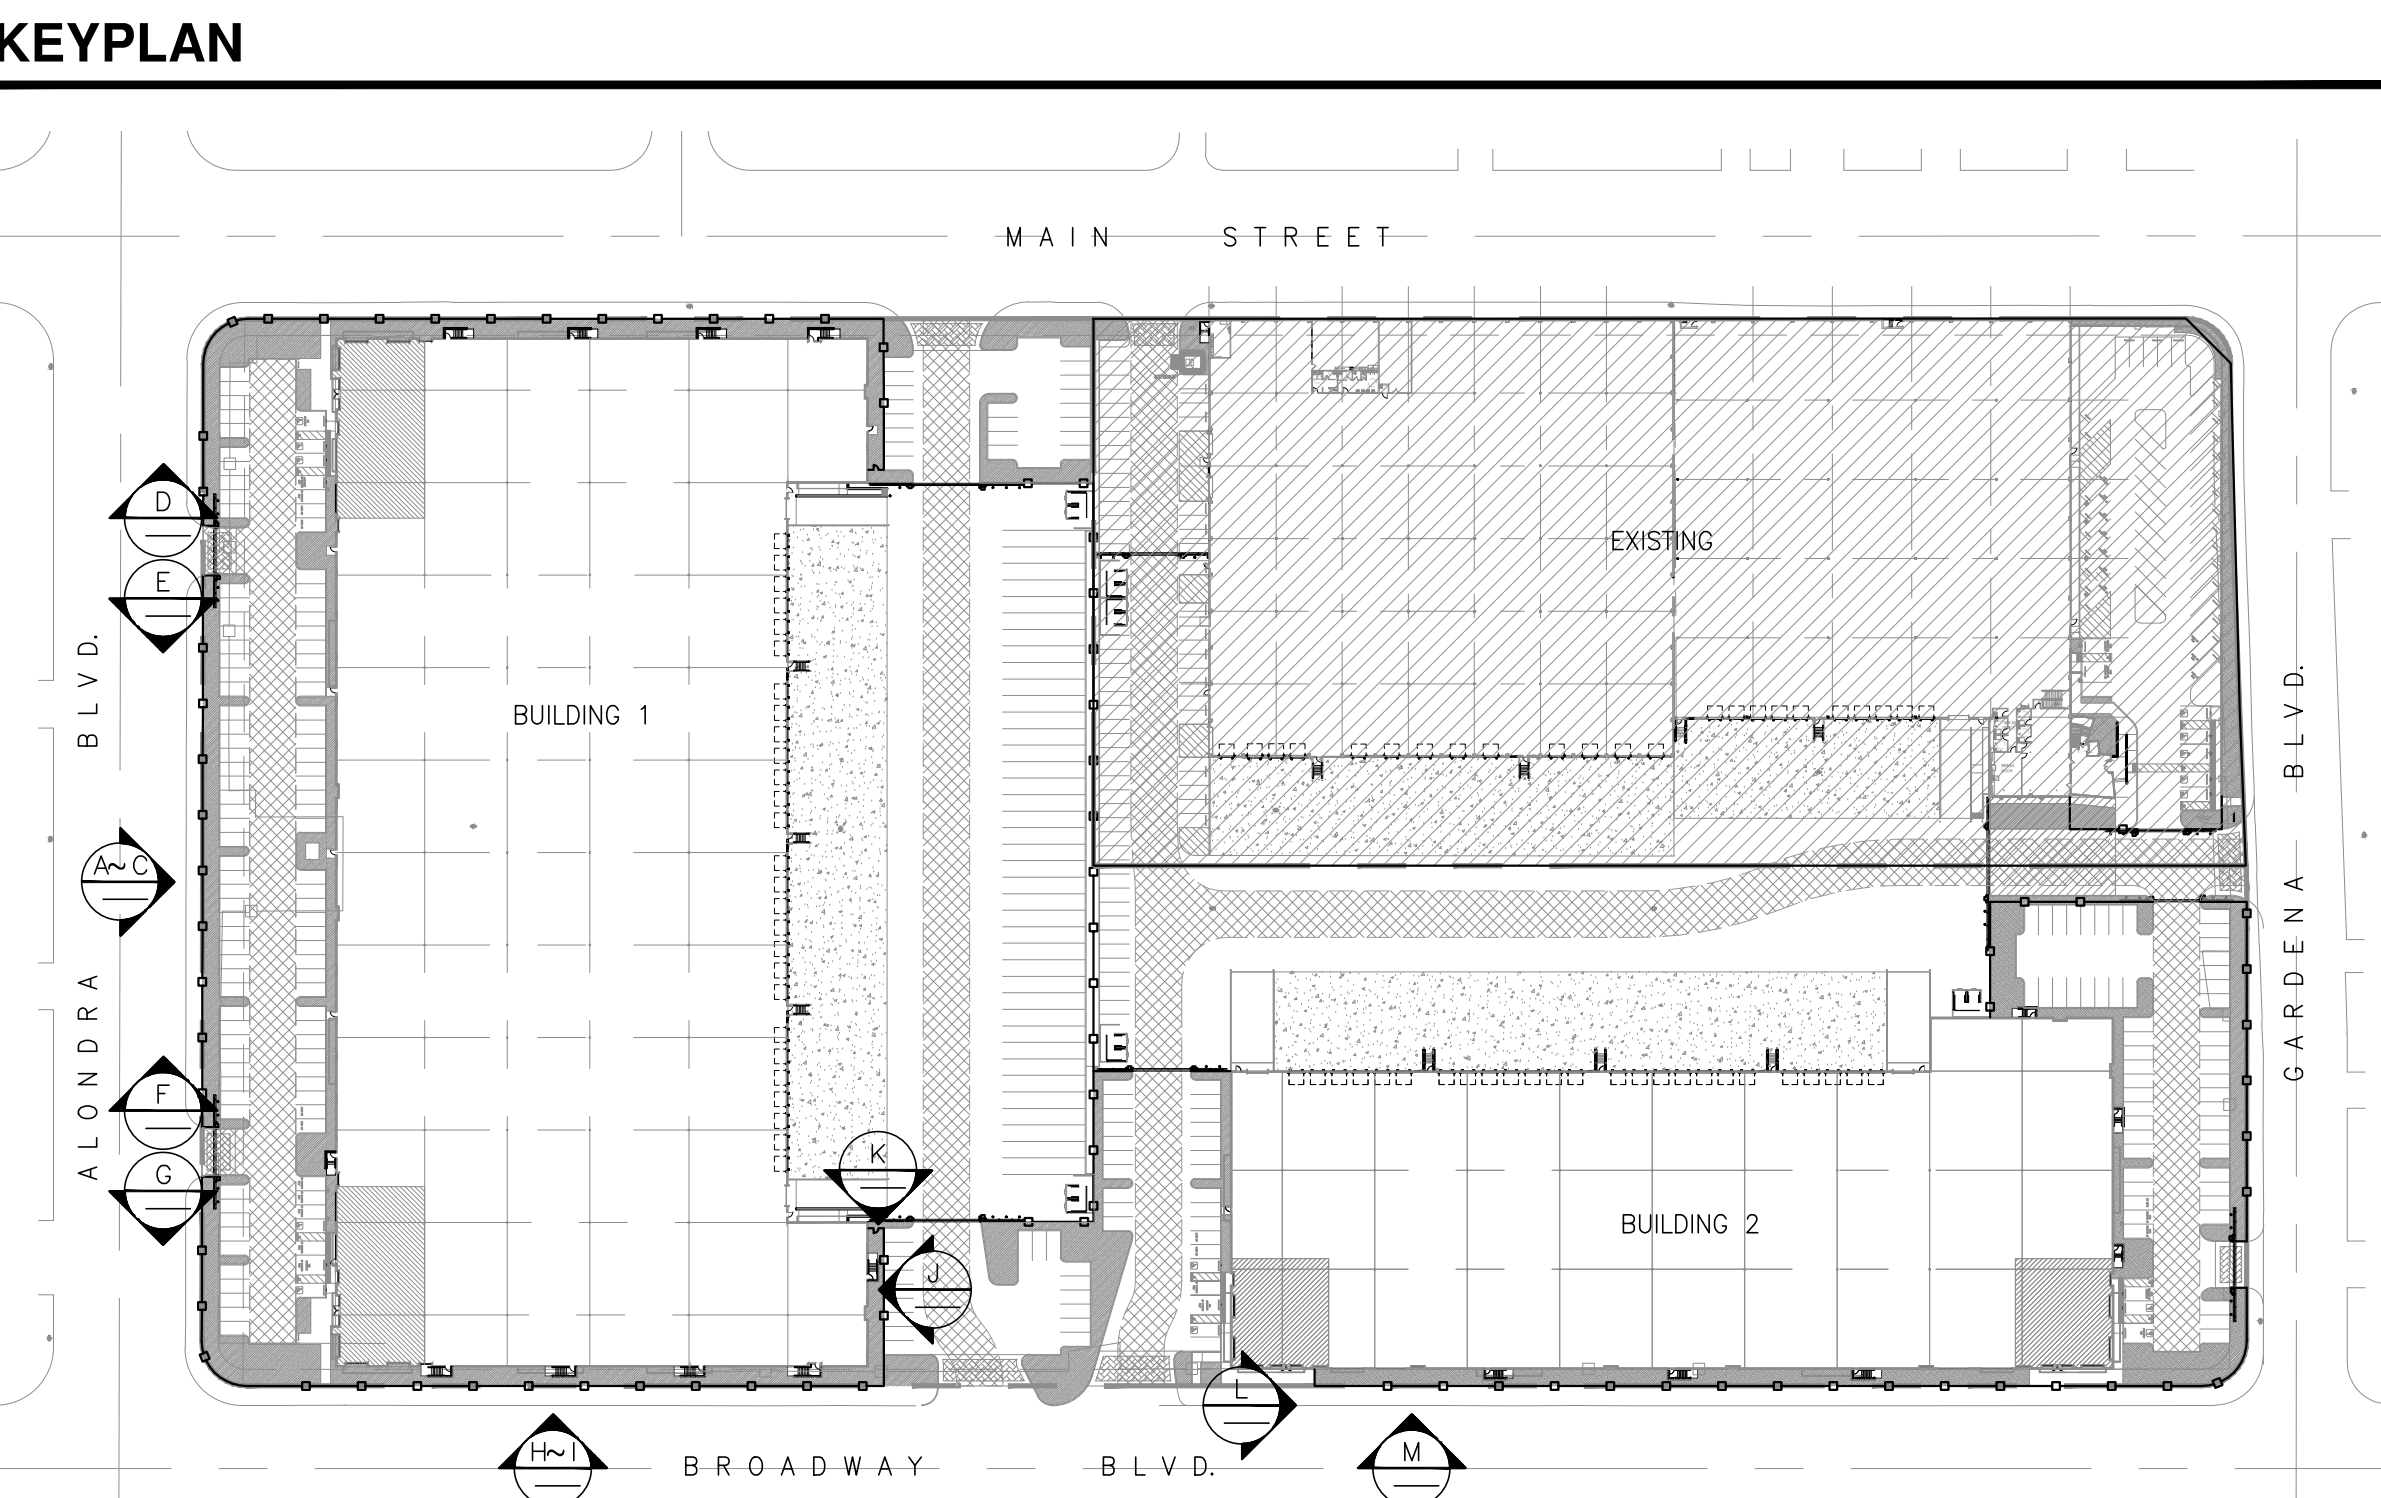 KEYPLAN
MAIN STREET
D
E
BLVD.
BUILDING 1
EXISTING
BLVD.
A~C
ALONDRA
GARDENA
F
G
K
J
BUILDING 2
L
H~I
BROADWAY BLVD.
M